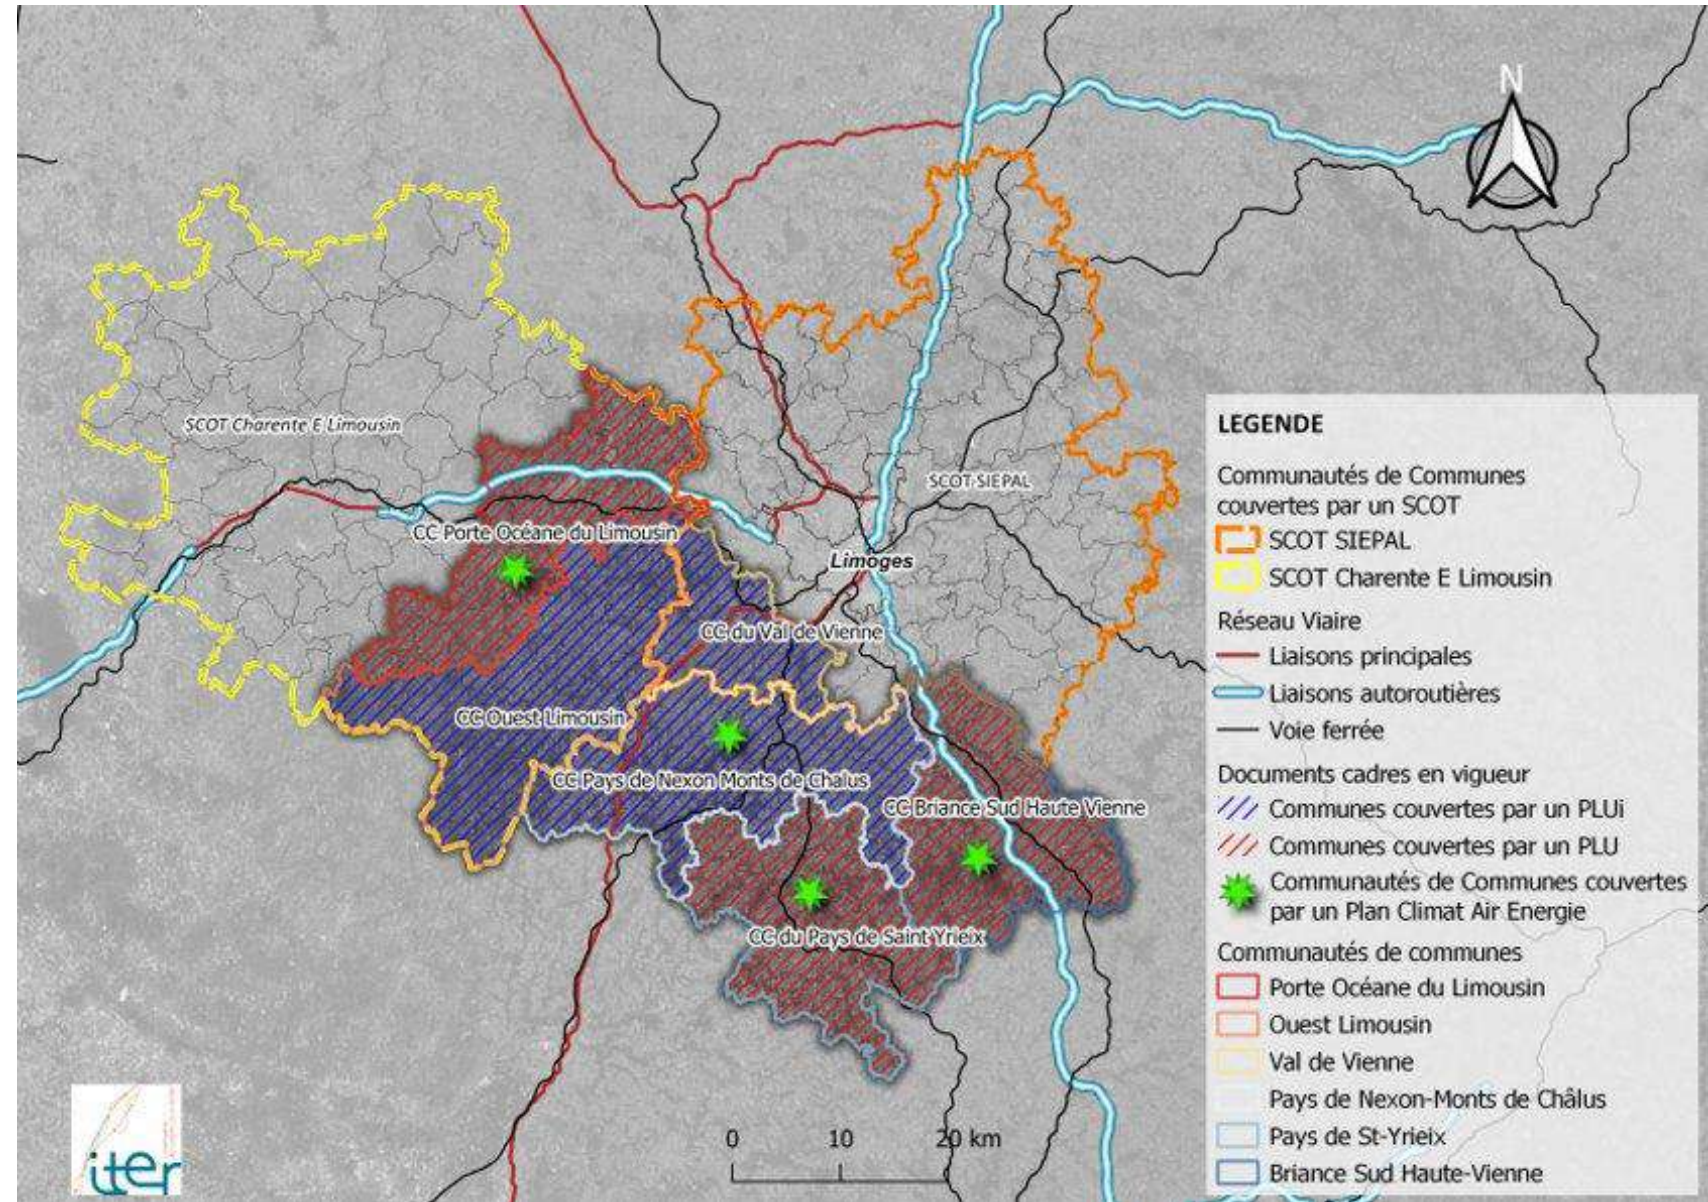 N
SCOT Charente E Limousin
SCOT SIEPAL
CC Porte Océane du Limousin
Limoges
CC du Val de Vienne
CC Ouest Limousin
CC Pays de Nexon Monts de Chalus
CC Briance Sud Haute Vienne
CC du Pays de Saint Yrieix
0 10 20 km
iter
LEGENDE
Communautés de Communes
couvertes par un SCOT
SCOT SIEPAL
SCOT Charente E Limousin
Réseau Viaire
Liaisons principales
Liaisons autoroutières
Voie ferrée
Documents cadres en vigueur
Communes couvertes par un PLUi
Communes couvertes par un PLU
Communautés de Communes couvertes
par un Plan Climat Air Energie
Communautés de communes
Porte Océane du Limousin
Ouest Limousin
Val de Vienne
Pays de Nexon-Monts de Châlus
Pays de St-Yrieix
Briance Sud Haute-Vienne